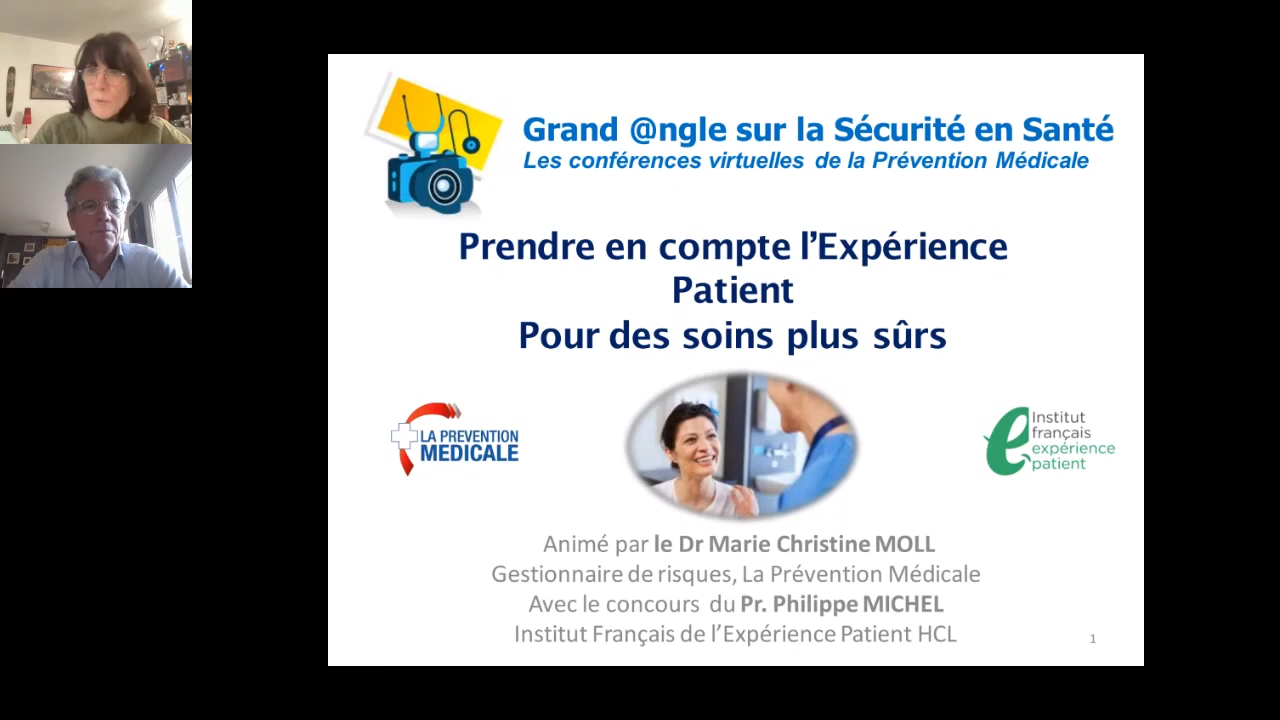 Grand @ngle sur la Sécurité en Santé
Les conférences virtuelles de la Prévention Médicale
Prendre en compte l’Expérience
Patient
Pour des soins plus sûrs
LA PREVENTION
MEDICALE
e Institut
français
expérience
patient
Animé par le Dr Marie Christine MOLL
Gestionnaire de risques, La Prévention Médicale
Avec le concours du Pr. Philippe MICHEL
Institut Français de l’Expérience Patient HCL
1